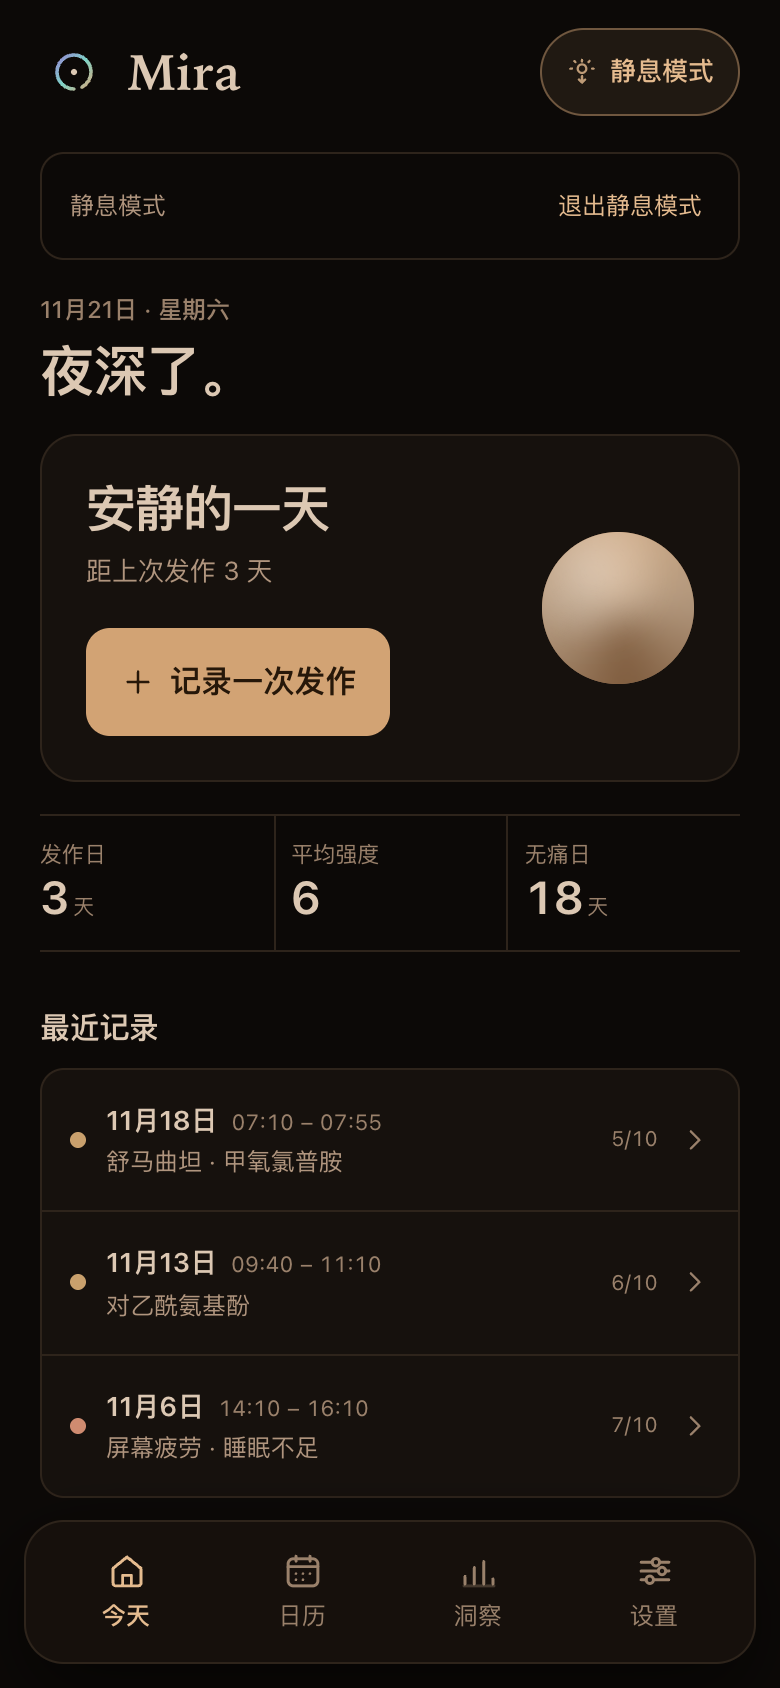 Mira
静息模式
静息模式
退出静息模式
11月21日 · 星期六
夜深了。
安静的一天
距上次发作 3 天
记录一次发作
发作日
3天
平均强度
6
无痛日
18天
最近记录
11月18日 07:10 – 07:55
舒马曲坦 · 甲氧氯普胺
5/10
11月13日 09:40 – 11:10
对乙酰氨基酚
6/10
11月6日 14:10 – 16:10
屏幕疲劳 · 睡眠不足
7/10
今天
日历
洞察
设置